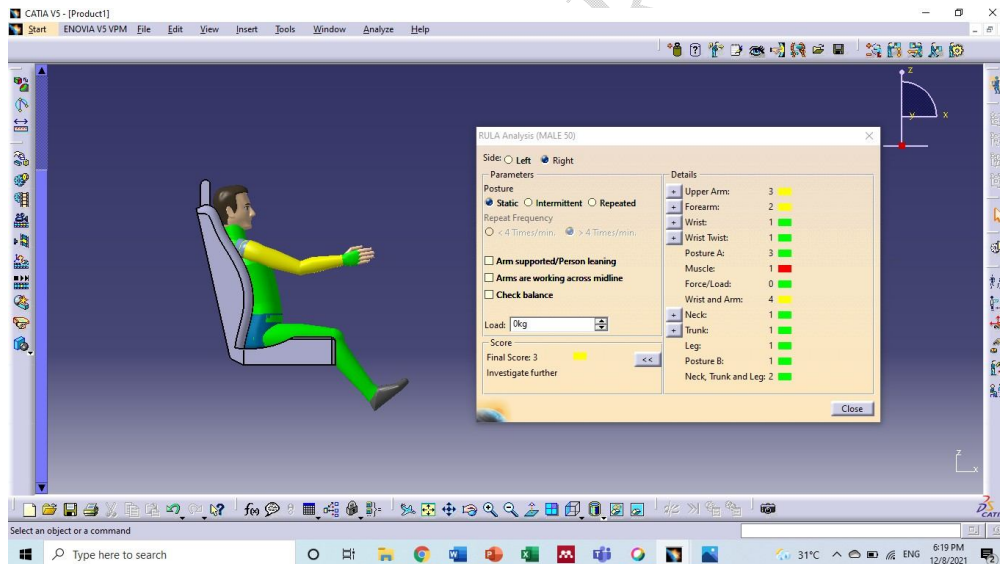 CATIA V5 - [Product1]
Start ENOVIA V5 VPM File Edit View Insert Tools Window Analyze Help
z
y x
RULA Analysis (MALE 50)
Side: Left Right
Parameters
Posture
Static Intermittent Repeated
Repeat Frequency
< 4 Times/min. > 4 Times/min.
Arm supported/Person leaning
Arms are working across midline
Check balance
Load: 0kg
Score
Final Score: 3
<<
Investigate further
Details
+ Upper Arm: 3
+ Forearm: 2
+ Wrist: 1
+ Wrist Twist: 1
Posture A: 3
Muscle: 1
Force/Load: 0
Wrist and Arm: 4
+ Neck: 1
+ Trunk: 1
Leg: 1
Posture B: 1
Neck, Trunk and Leg: 2
Close
z
x
f(x)
CATI
Select an object or a command
Type here to search
31°C ENG 6:19 PM
12/8/2021
2